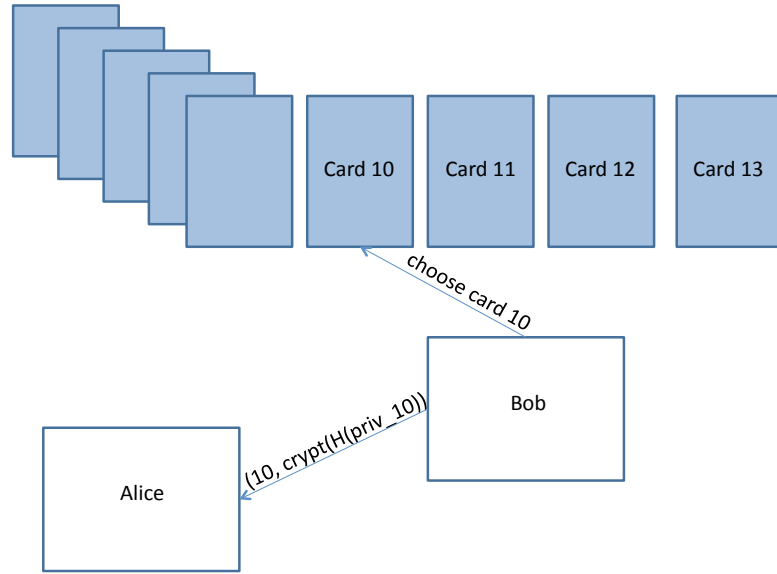 Card 10
Card 11
Card 12
Card 13
choose card 10
Bob
(10, crypt(H(priv_10))
Alice